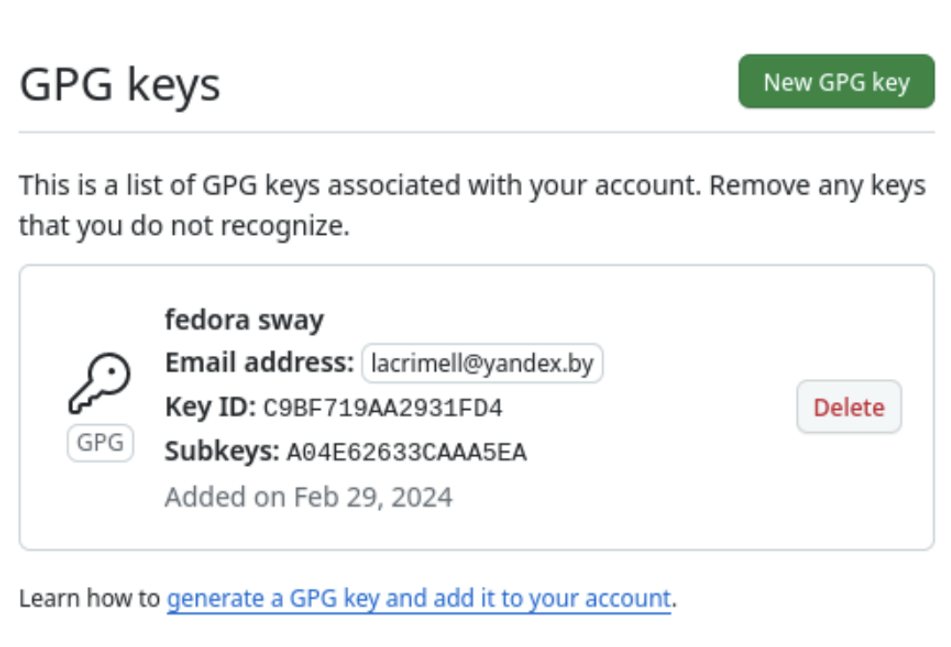 GPG keys
New GPG key
This is a list of GPG keys associated with your account. Remove any keys
that you do not recognize.
fedora sway
Email address: lacrimell@yandex.by
Key ID: C9BF719AA2931FD4
GPG
Delete
Subkeys: A04E62633CAAA5EA
Added on Feb 29, 2024
Learn how to generate a GPG key and add it to your account.